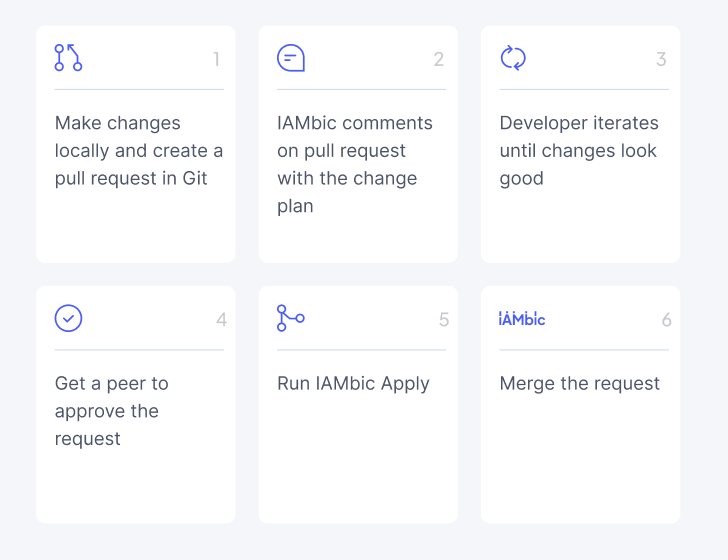 1
Make changes
locally and create a
pull request in Git
2
IAMbic comments
on pull request
with the change
plan
3
Developer iterates
until changes look
good
4
Get a peer to
approve the
request
5
Run IAMbic Apply
iAMbic
6
Merge the request